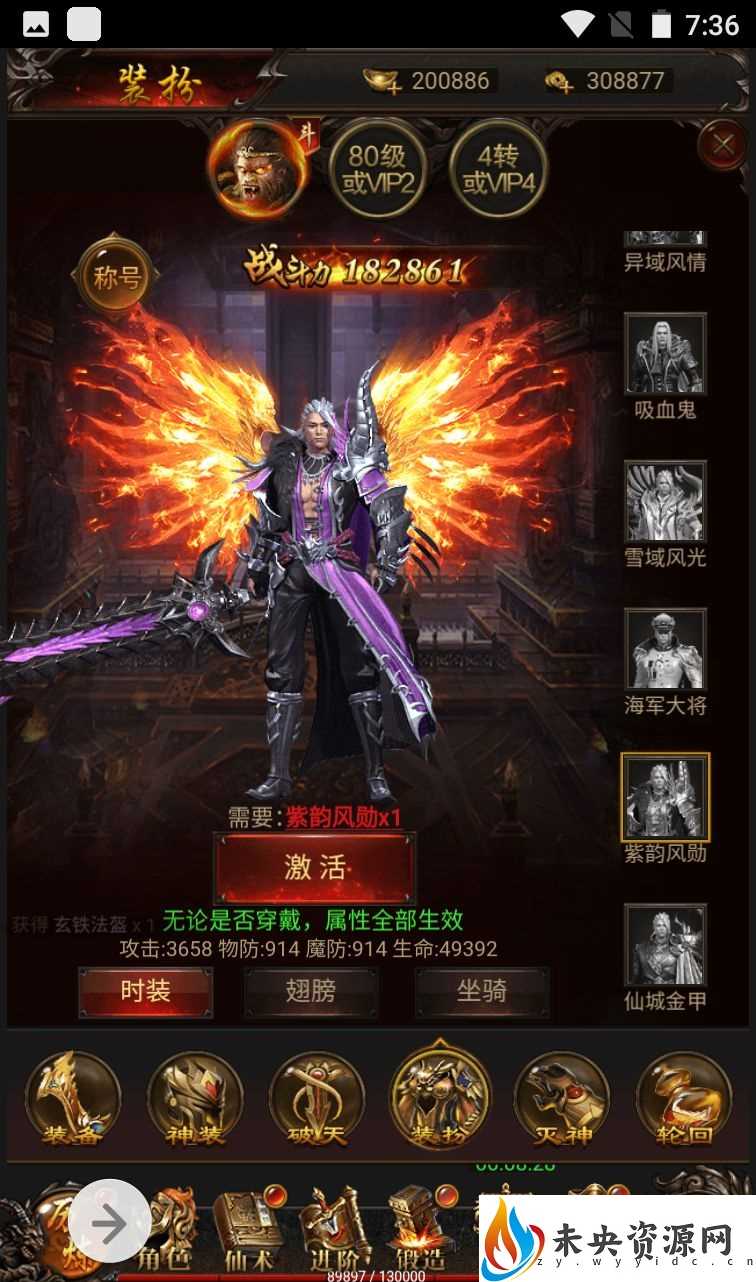 7:36
装扮
200886
308877
斗
80级
或VIP2
4转
或VIP4
称号
战斗力 182861
异域风情
吸血鬼
雪域风光
海军大将
紫韵风勋
仙城金甲
需要:紫韵风勋x1
激活
获得 玄铁法盔 x 1
无论是否穿戴，属性全部生效
攻击:3658 物防:914 魔防:914 生命:49392
时装
翅膀
坐骑
装备
神装
破天
装扮
灭神
轮回
00:08:28
角色
仙术
进阶
锻造
89897 / 130000
未央资源网
zy.wyyidc.cn